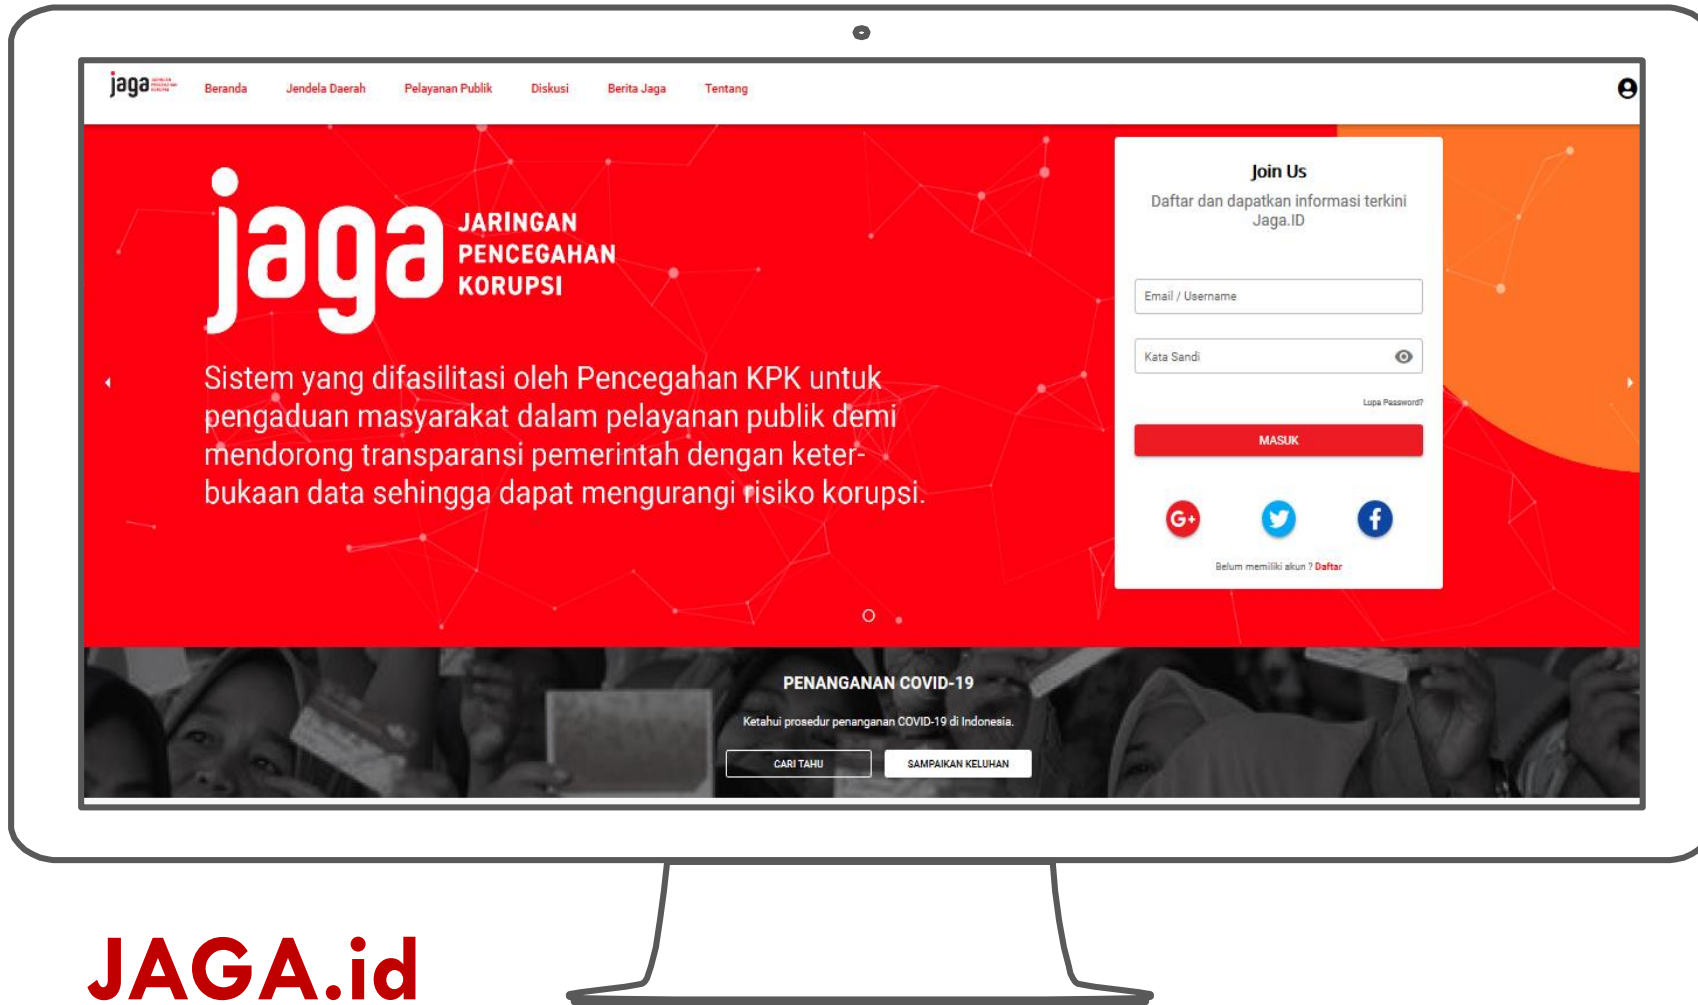 jaga
Beranda Jendela Daerah Pelayanan Publik Diskusi Berita Jaga Tentang
jaga JARINGAN
PENCEGAHAN
KORUPSI
Sistem yang difasilitasi oleh Pencegahan KPK untuk
pengaduan masyarakat dalam pelayanan publik demi
mendorong transparansi pemerintah dengan keter-
bukaan data sehingga dapat mengurangi risiko korupsi.
Join Us
Daftar dan dapatkan informasi terkini
Jaga.ID
Email / Username
Kata Sandi
Lupa Password?
MASUK
G+
Belum memiliki akun ? Daftar
PENANGANAN COVID-19
Ketahui prosedur penanganan COVID-19 di Indonesia.
CARI TAHU SAMPAIKAN KELUHAN
JAGA.id